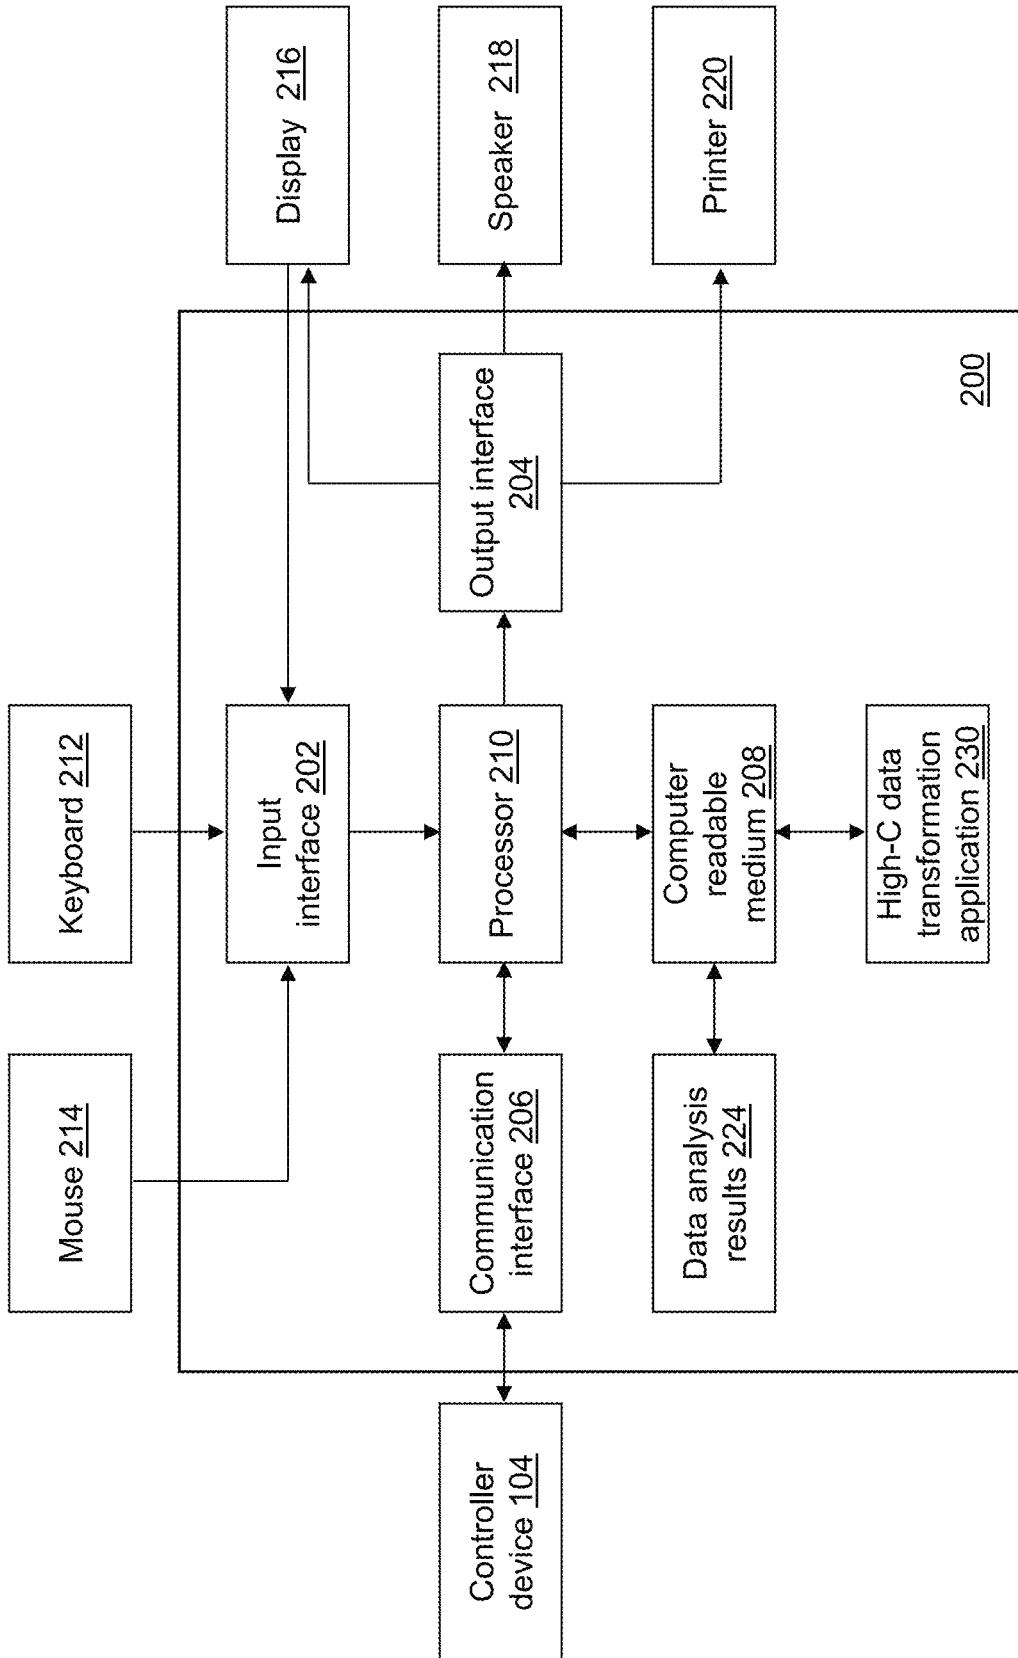 Mouse 214
Keyboard 212
Display 216
Input
interface 202
Controller
device 104
Communication
interface 206
Processor 210
Output interface
204
Speaker 218
Data analysis
results 224
Computer
readable
medium 208
Printer 220
High-C data
transformation
application 230
200